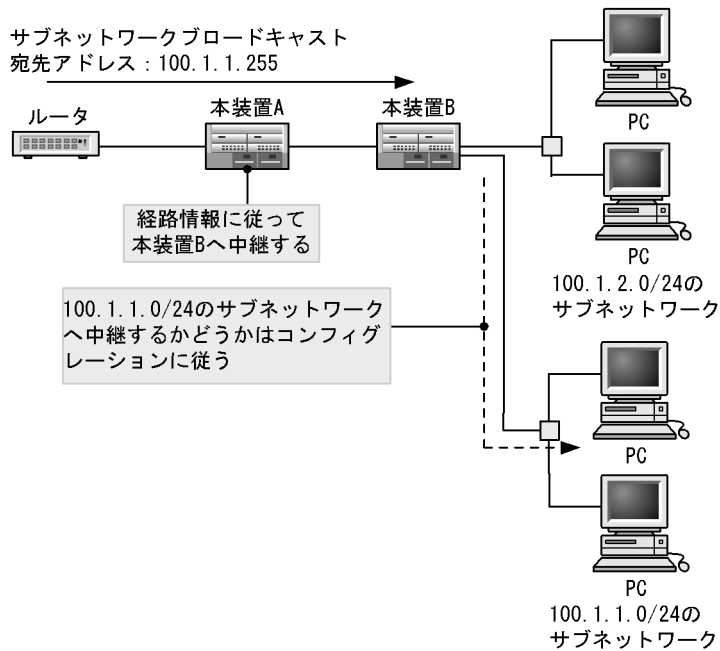 サブネットワークブロードキャスト
宛先アドレス：100.1.1.255
ルータ
本装置A
本装置B
PC
経路情報に従って
本装置Bへ中継する
PC
100.1.2.0/24の
サブネットワーク
100.1.1.0/24のサブネットワーク
へ中継するかどうかはコンフィグ
レーションに従う
PC
PC
100.1.1.0/24の
サブネットワーク